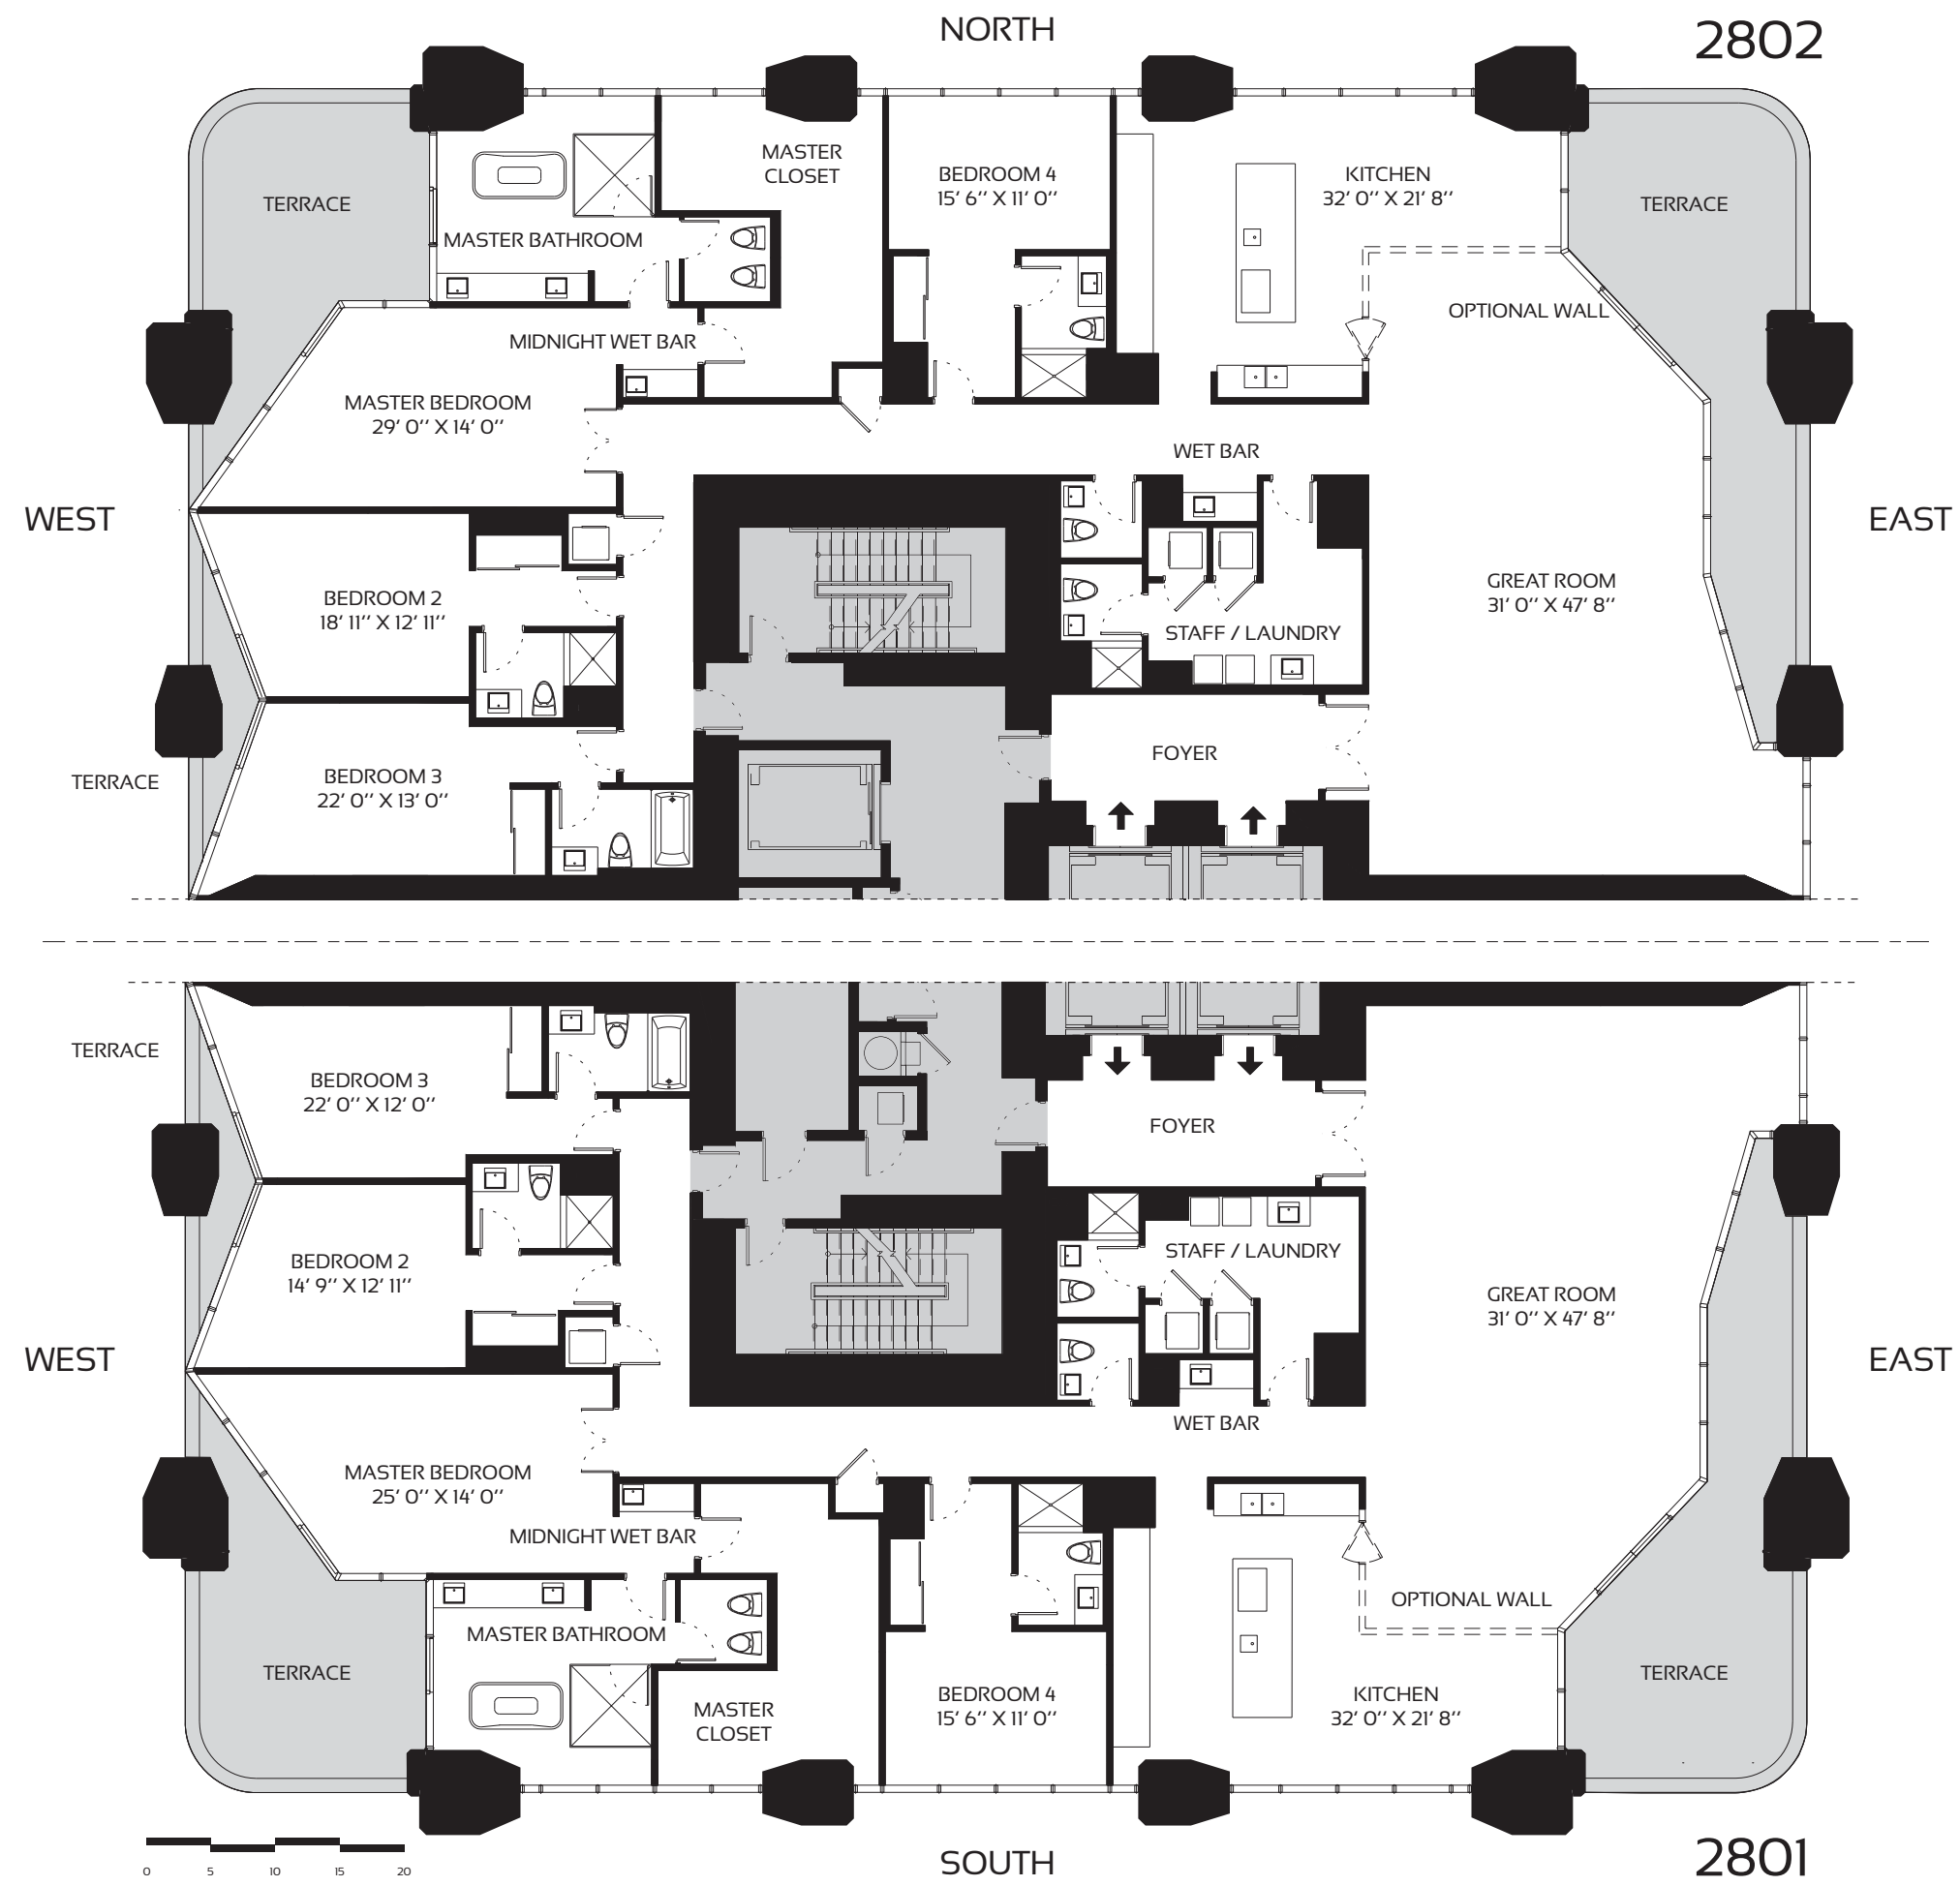 NORTH
2802
TERRACE
MASTER BATHROOM
MASTER
CLOSET
BEDROOM 4
15' 6'' X 11' 0''
KITCHEN
32' 0'' X 21' 8''
TERRACE
OPTIONAL WALL
MIDNIGHT WET BAR
MASTER BEDROOM
29' 0'' X 14' 0''
WET BAR
WEST
EAST
BEDROOM 2
18' 11'' X 12' 11''
GREAT ROOM
31' 0'' X 47' 8''
STAFF / LAUNDRY
FOYER
TERRACE
BEDROOM 3
22' 0'' X 13' 0''
TERRACE
BEDROOM 3
22' 0'' X 12' 0''
FOYER
STAFF / LAUNDRY
BEDROOM 2
14' 9'' X 12' 11''
GREAT ROOM
31' 0'' X 47' 8''
WEST
EAST
WET BAR
MASTER BEDROOM
25' 0'' X 14' 0''
MIDNIGHT WET BAR
OPTIONAL WALL
MASTER BATHROOM
TERRACE
MASTER
CLOSET
BEDROOM 4
15' 6'' X 11' 0''
KITCHEN
32' 0'' X 21' 8''
TERRACE
0 5 10 15 20
SOUTH
2801